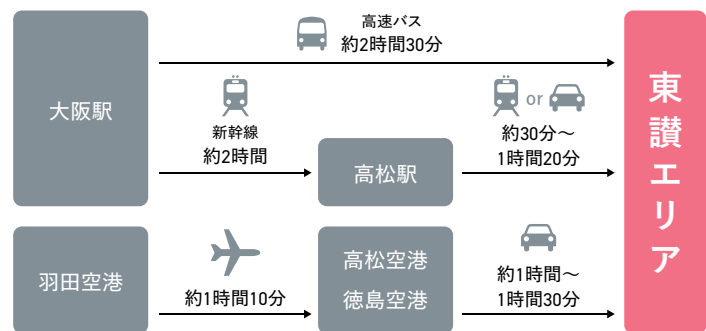 大阪駅
高速バス
約2時間30分
新幹線
約2時間
高松駅
or
約30分〜
1時間20分
羽田空港
約1時間10分
高松空港
徳島空港
約1時間〜
1時間30分
東讃エリア